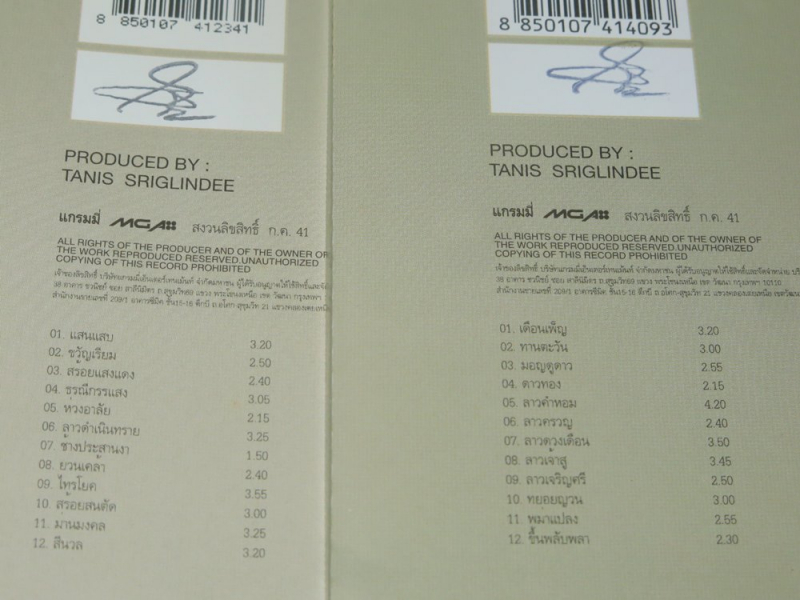 8 850107 412341
PRODUCED BY :
TANIS SRIGLINDEE
แกรมมี่ MGA สงวนลิขสิทธิ์ ก.ค. 41
ALL RIGHTS OF THE PRODUCER AND OF THE OWNER OF
THE WORK REPRODUCED RESERVED.UNAUTHORIZED
COPYING OF THIS RECORD PROHIBITED
01. แสนแสบ 3.20
02. ขวัญเรียม 2.50
03. สร้อยแสงแดง 2.40
04. ธรณีกรรแสง 3.05
05. ห่วงอาลัย 2.15
06. ลาวดำเนินทราย 3.25
07. ช้างประสานงา 1.50
08. ยวนเคล้า 2.40
09. ไทรโยค 3.55
10. สร้อยสนตัด 3.00
11. มานมงคล 3.25
12. สีนวล 3.20
8 850107 414093
PRODUCED BY :
TANIS SRIGLINDEE
แกรมมี่ MGA สงวนลิขสิทธิ์ ก.ค. 41
ALL RIGHTS OF THE PRODUCER AND OF THE OWNER OF
THE WORK REPRODUCED RESERVED.UNAUTHORIZED
COPYING OF THIS RECORD PROHIBITED
01. เดือนเพ็ญ 3.20
02. ทานตะวัน 3.00
03. มอญดูดาว 2.55
04. ดาวทอง 2.15
05. ลาวคำหอม 4.20
06. ลาวครวญ 2.40
07. ลาวดวงเดือน 3.50
08. ลาวเจ้าสู 3.45
09. ลาวเจริญศรี 2.50
10. ทยอยญวน 3.00
11. พม่าแปลง 2.55
12. ขึ้นพลับพลา 2.30